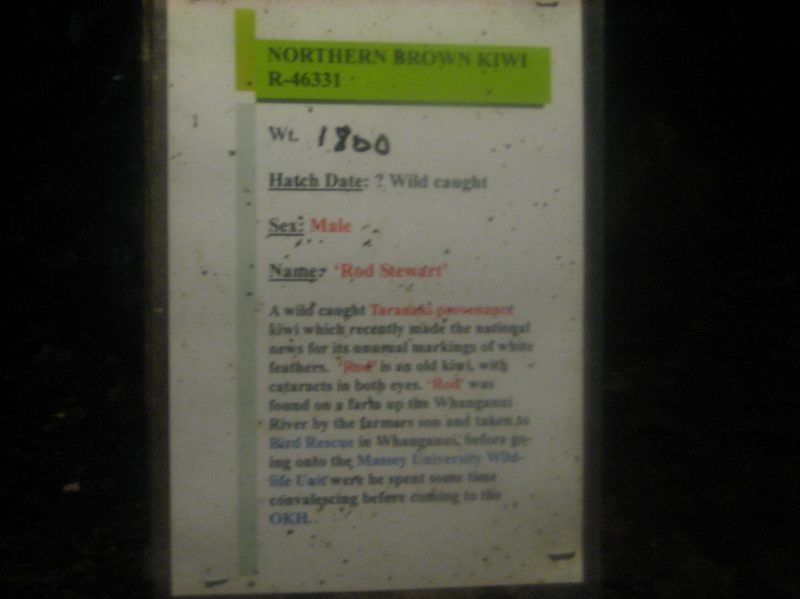 NORTHERN BROWN KIWI
R-46331
Wt. 1800
Hatch Date: ? Wild caught
Sex: Male
Name: 'Rod Stewart'
A wild caught Taranaki provenance
kiwi which recently made the national
news for its unusual markings of white
feathers. 'Rod' is an old kiwi, with
cataracts in both eyes. 'Rod' was
found on a farm up the Whanganui
River by the farmers son and taken to
Bird Rescue in Whanganui, before go-
ing onto the Massey University Wild-
life Unit were he spent some time
convalescing before coming to the
OKH.